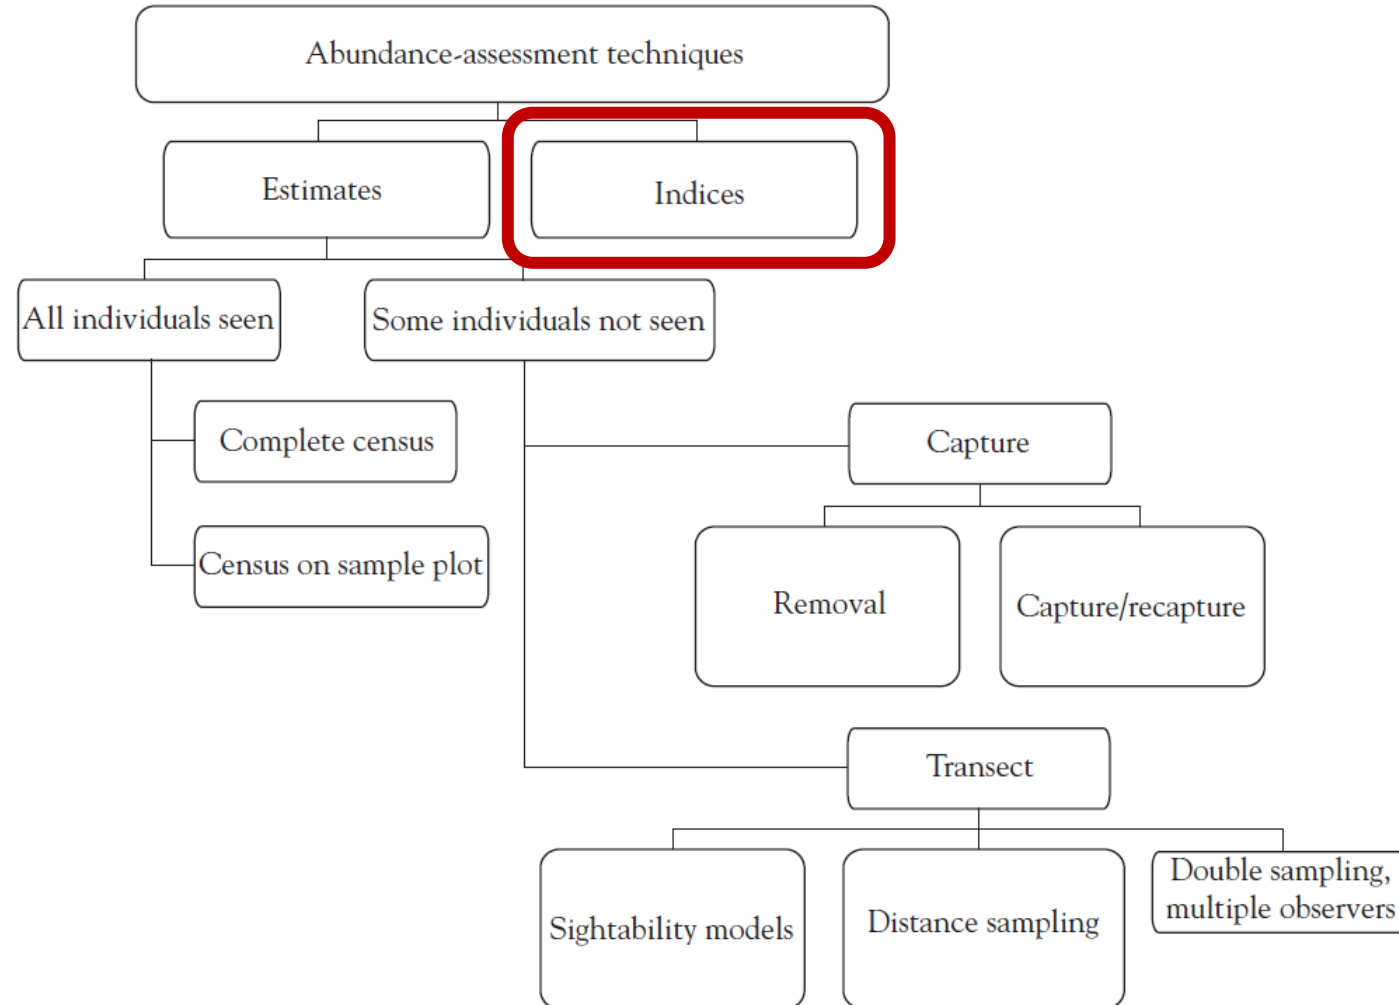 Abundance-assessment techniques
Estimates
Indices
All individuals seen
Some individuals not seen
Complete census
Capture
Census on sample plot
Removal
Capture/recapture
Transect
Sightability models
Distance sampling
Double sampling,
multiple observers